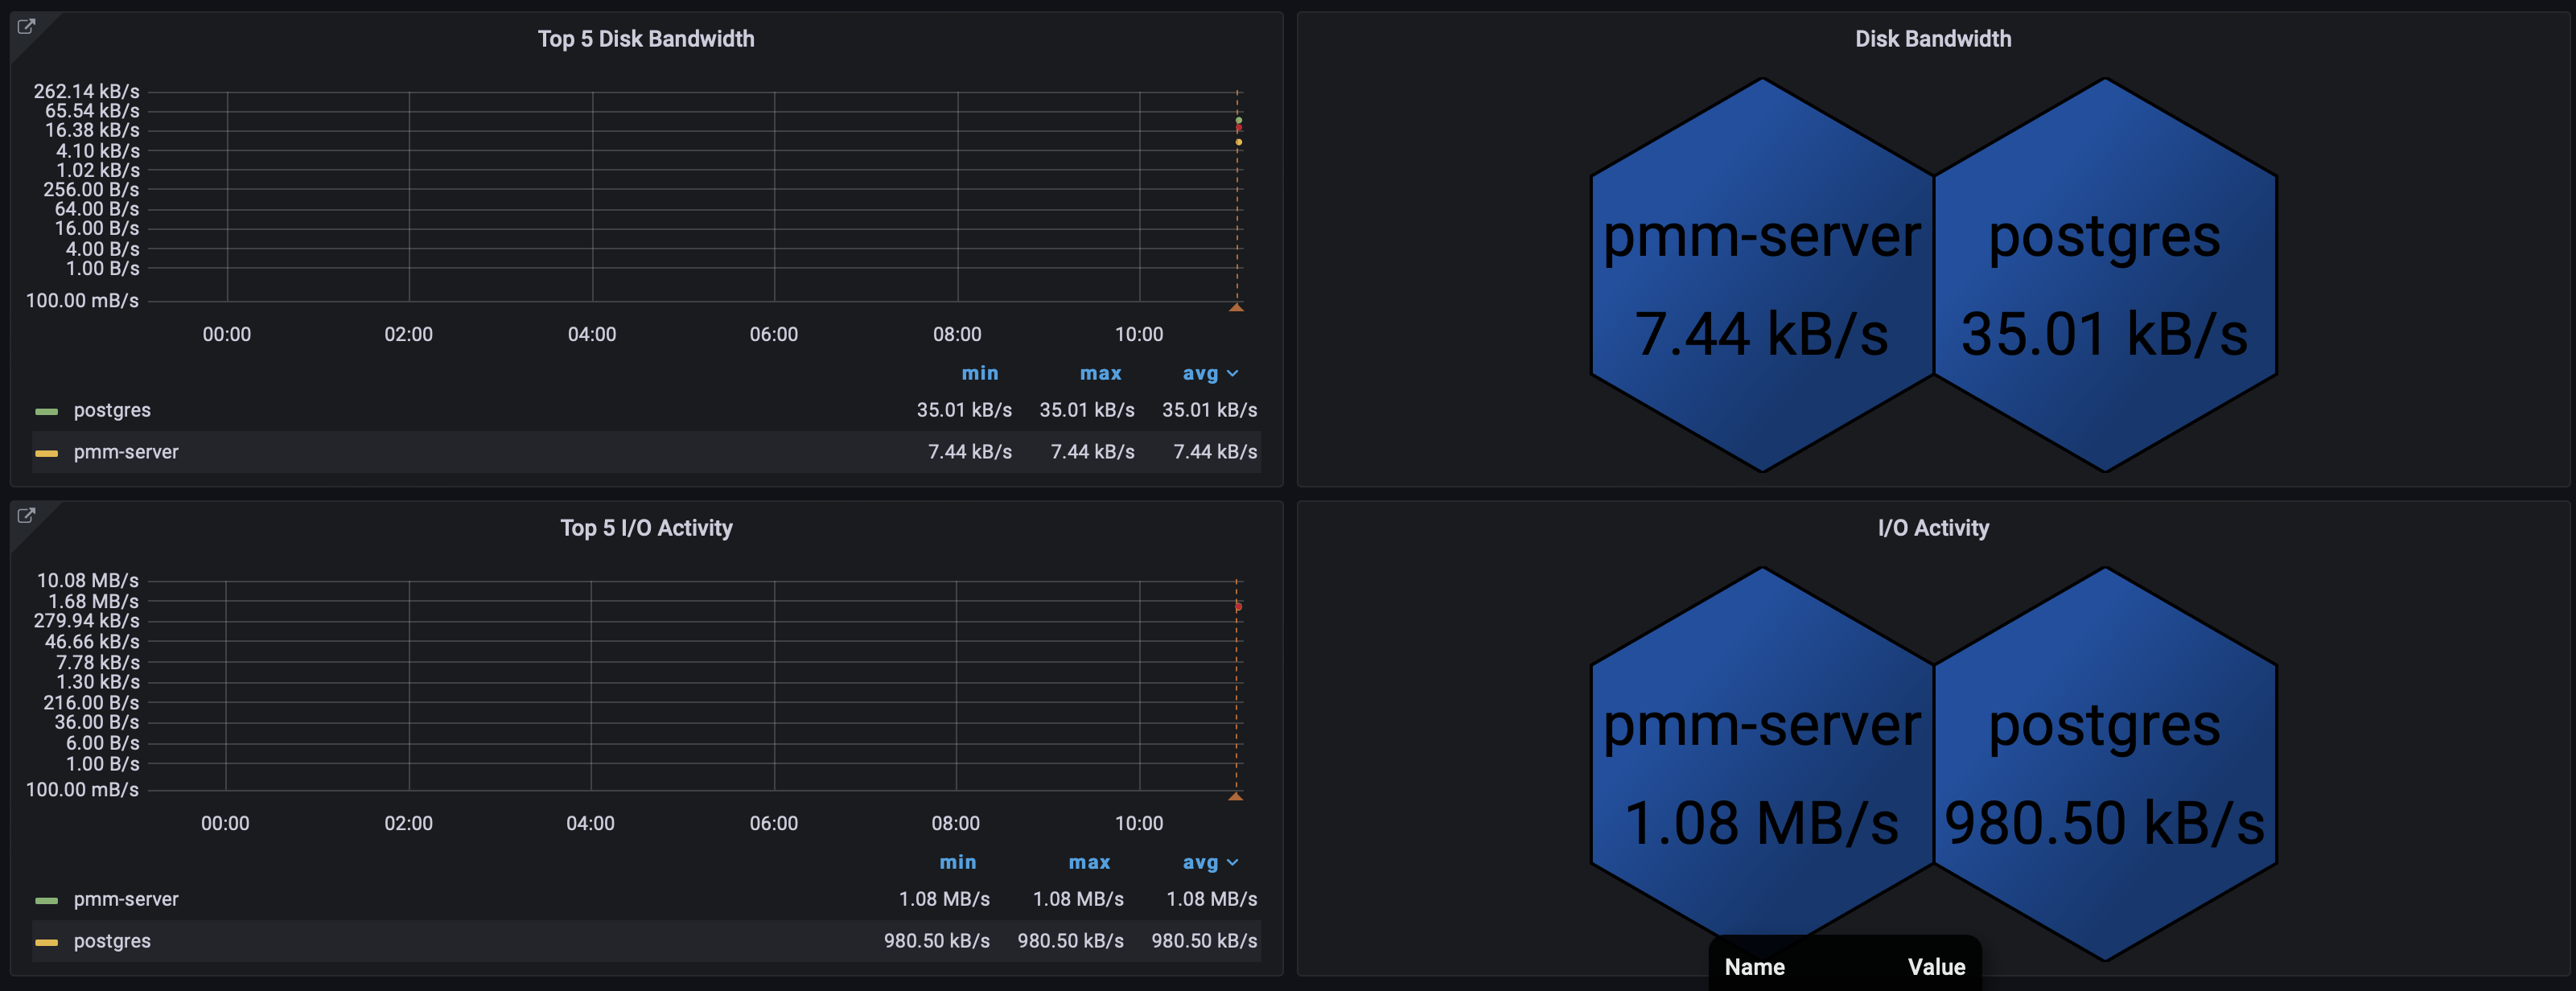 Top 5 Disk Bandwidth
262.14 kB/s
65.54 kB/s
16.38 kB/s
4.10 kB/s
1.02 kB/s
256.00 B/s
64.00 B/s
16.00 B/s
4.00 B/s
1.00 B/s
100.00 mB/s
00:00 02:00 04:00 06:00 08:00 10:00
min max avg
postgres 35.01 kB/s 35.01 kB/s 35.01 kB/s
pmm-server 7.44 kB/s 7.44 kB/s 7.44 kB/s
Disk Bandwidth
pmm-server
7.44 kB/s
postgres
35.01 kB/s
Top 5 I/O Activity
10.08 MB/s
1.68 MB/s
279.94 kB/s
46.66 kB/s
7.78 kB/s
1.30 kB/s
216.00 B/s
36.00 B/s
6.00 B/s
1.00 B/s
100.00 mB/s
00:00 02:00 04:00 06:00 08:00 10:00
min max avg
pmm-server 1.08 MB/s 1.08 MB/s 1.08 MB/s
postgres 980.50 kB/s 980.50 kB/s 980.50 kB/s
I/O Activity
pmm-server
1.08 MB/s
postgres
980.50 kB/s
Name Value